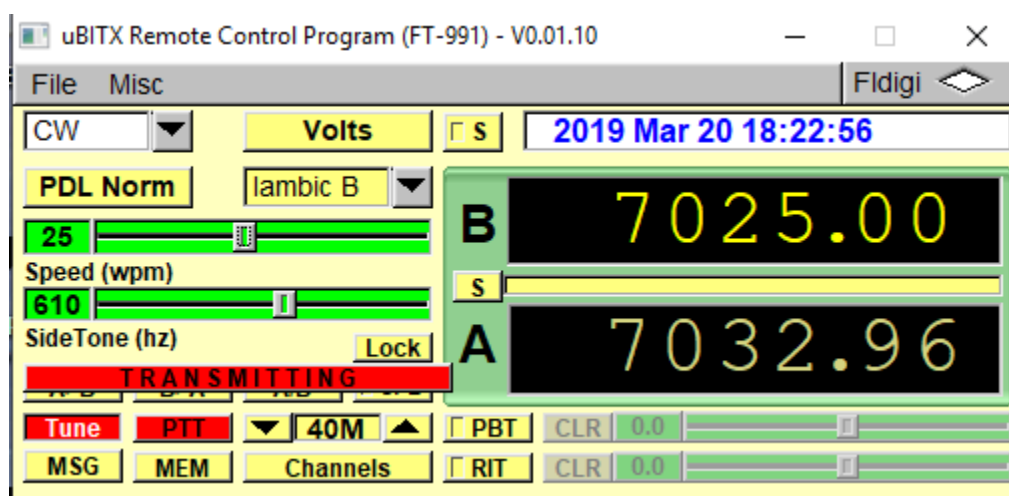 uBITX Remote Control Program (FT-991) - V0.01.10
File Misc Fldigi
CW Volts S 2019 Mar 20 18:22:56
PDL Norm Iambic B
B 7025.00
25
Speed (wpm)
S
610
SideTone (hz)
Lock
A 7032.96
TRANSMITTING
Tune PTT 40M PBT CLR 0.0
MSG MEM Channels RIT CLR 0.0